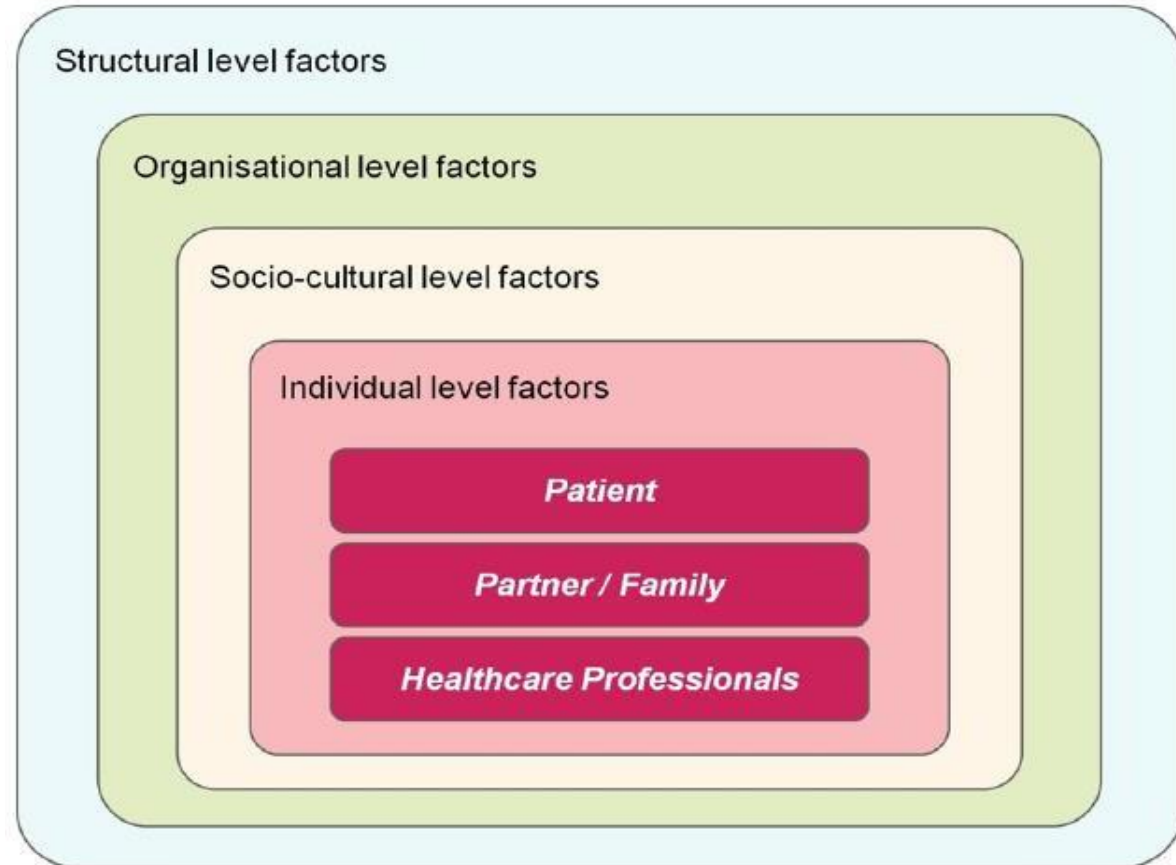 Structural level factors
Organisational level factors
Socio-cultural level factors
Individual level factors
Patient
Partner / Family
Healthcare Professionals